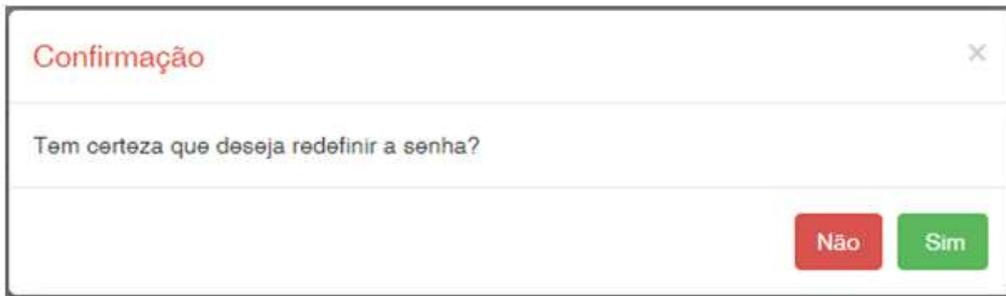 Confirmação
Tem certeza que deseja redefinir a senha?
Não Sim